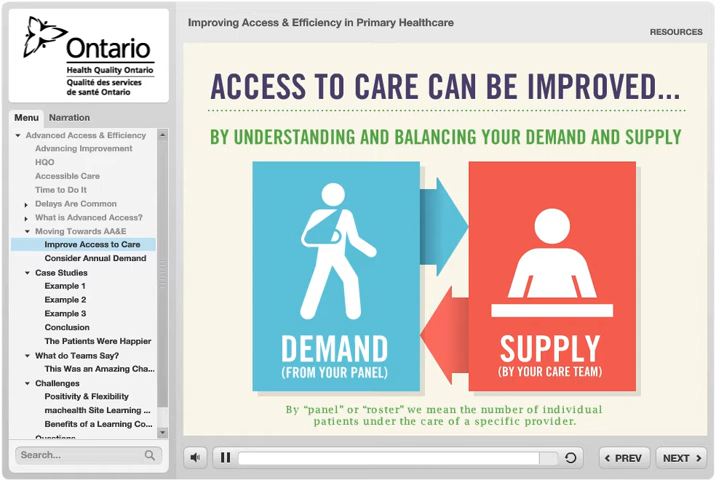 Improving Access & Efficiency in Primary Healthcare
RESOURCES
Ontario
Health Quality Ontario
Qualité des services
de santé Ontario
Menu
Narration
Advanced Access & Efficiency
Advancing Improvement
HQO
Accessible Care
Time to Do It
Delays Are Common
What is Advanced Access?
Moving Towards AA&E
Improve Access to Care
Consider Annual Demand
Case Studies
Example 1
Example 2
Example 3
Conclusion
The Patients Were Happier
What do Teams Say?
This Was an Amazing Cha...
Challenges
Positivity & Flexibility
machealth Site Learning ...
Benefits of a Learning Co...
Questions
Search...
ACCESS TO CARE CAN BE IMPROVED...
BY UNDERSTANDING AND BALANCING YOUR DEMAND AND SUPPLY
DEMAND
(FROM YOUR PANEL)
SUPPLY
(BY YOUR CARE TEAM)
By “panel” or “roster” we mean the number of individual
patients under the care of a specific provider.
PREV
NEXT